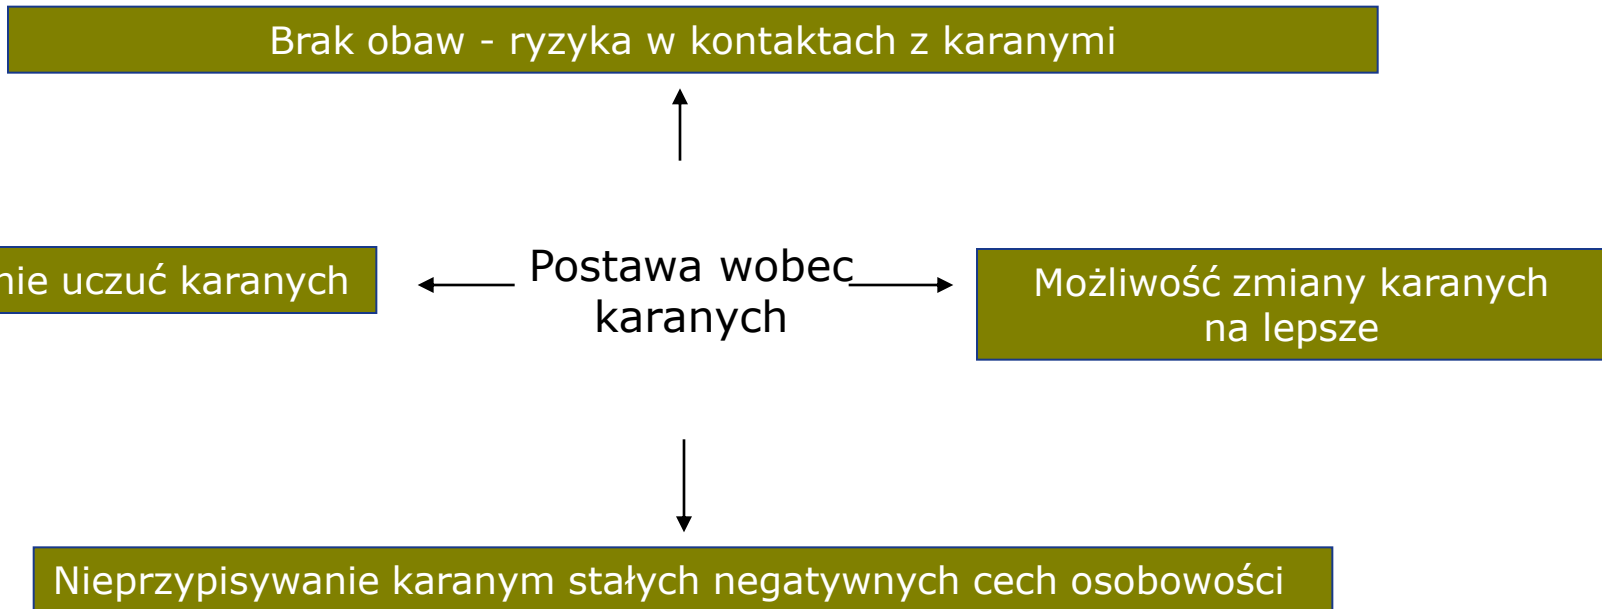 Brak obaw - ryzyka w kontaktach z karanymi
nie uczuć karanych
Postawa wobec
karanych
Możliwość zmiany karanych
na lepsze
Nieprzypisywanie karanym stałych negatywnych cech osobowości